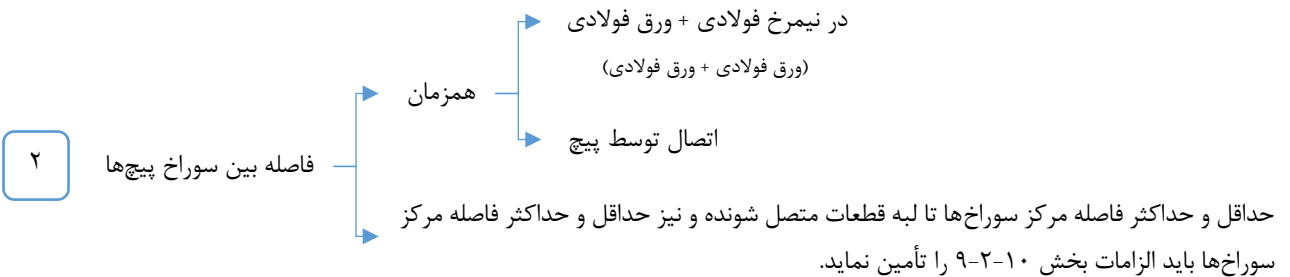 در نیمرخ فولادی + ورق فولادی
(ورق فولادی + ورق فولادی)
همزمان
اتصال توسط پیچ
۲
فاصله بین سوراخ پیچ‌ها
حداقل و حداکثر فاصله مرکز سوراخ‌ها تا لبه قطعات متصل شونده و نیز حداقل و حداکثر فاصله مرکز
سوراخ‌ها باید الزامات بخش ۱۰-۲-۹ را تأمین نماید.